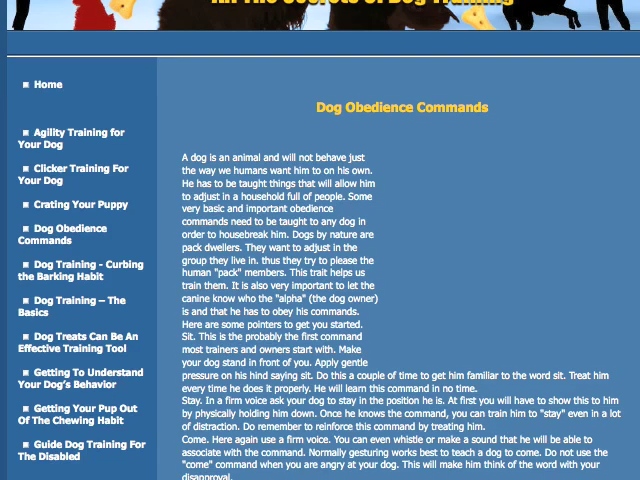 All The Secrets of Dog Training
Home
Agility Training for
Your Dog
Clicker Training For
Your Dog
Crating Your Puppy
Dog Obedience
Commands
Dog Training - Curbing
the Barking Habit
Dog Training – The
Basics
Dog Treats Can Be An
Effective Training Tool
Getting To Understand
Your Dog's Behavior
Getting Your Pup Out
Of The Chewing Habit
Guide Dog Training For
The Disabled
Dog Obedience Commands
A dog is an animal and will not behave just
the way we humans want him to on his own.
He has to be taught things that will allow him
to adjust in a household full of people. Some
very basic and important obedience
commands need to be taught to any dog in
order to housebreak him. Dogs by nature are
pack dwellers. They want to adjust in the
group they live in. thus they try to please the
human "pack" members. This trait helps us
train them. It is also very important to let the
canine know who the "alpha" (the dog owner)
is and that he has to obey his commands.
Here are some pointers to get you started.
Sit. This is the probably the first command
most trainers and owners start with. Make
your dog stand in front of you. Apply gentle
pressure on his hind saying sit. Do this a couple of time to get him familiar to the word sit. Treat him
every time he does it properly. He will learn this command in no time.
Stay. In a firm voice ask your dog to stay in the position he is. At first you will have to show this to him
by physically holding him down. Once he knows the command, you can train him to "stay" even in a lot
of distraction. Do remember to reinforce this command by treating him.
Come. Here again use a firm voice. You can even whistle or make a sound that he will be able to
associate with the command. Normally gesturing works best to teach a dog to come. Do not use the
"come" command when you are angry at your dog. This will make him think of the word with your
disapproval.